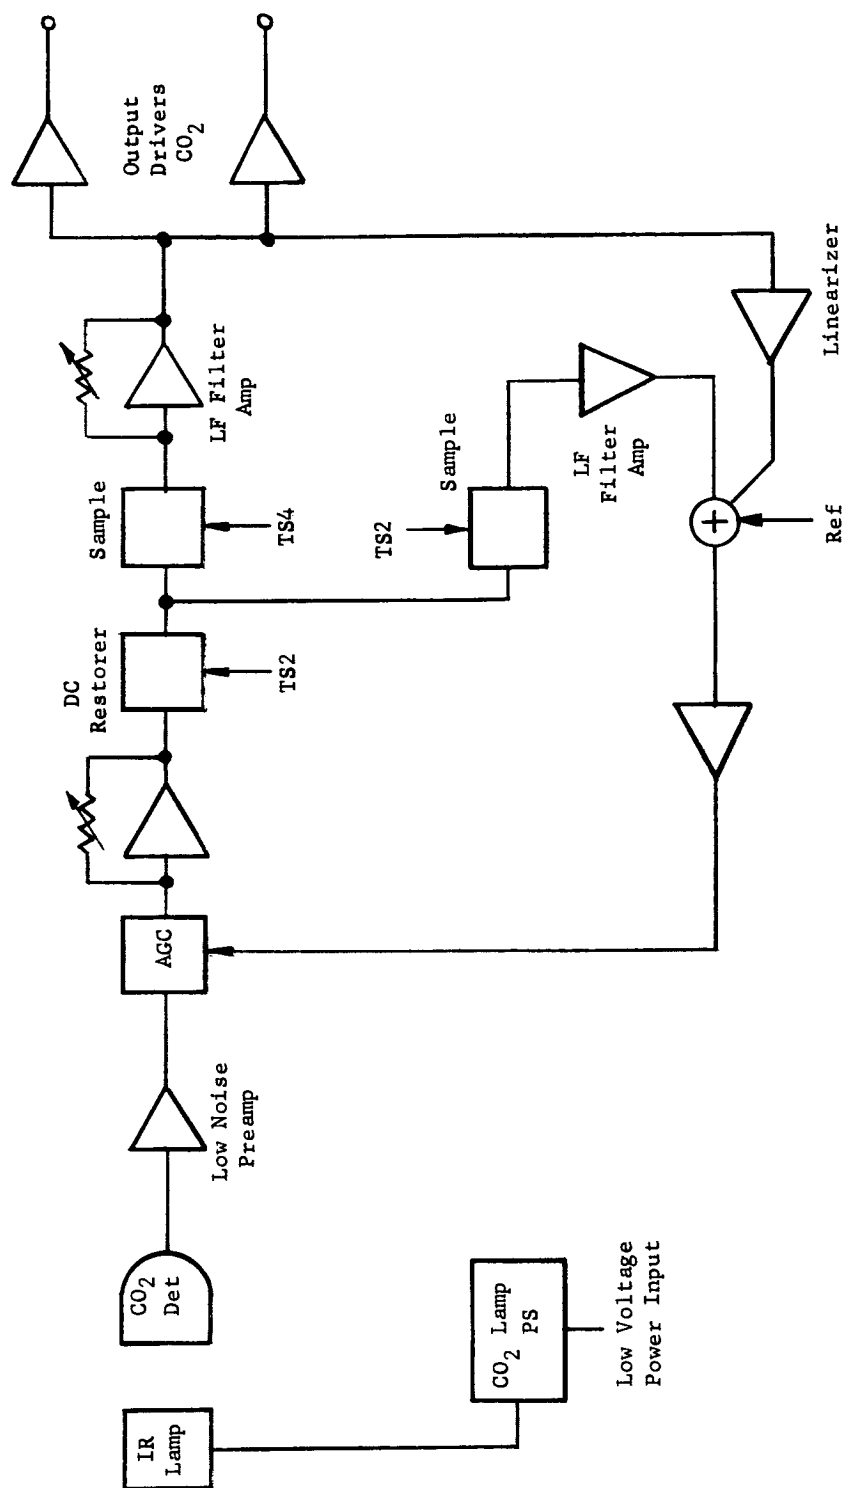 IR
Lamp
CO2
Det
Low Noise
Preamp
AGC
DC
Restorer
TS2
Sample
TS4
LF Filter
Amp
Output
Drivers
CO2
CO2 Lamp
PS
Low Voltage
Power Input
TS2
Sample
LF
Filter
Amp
+
Ref
Linearizer